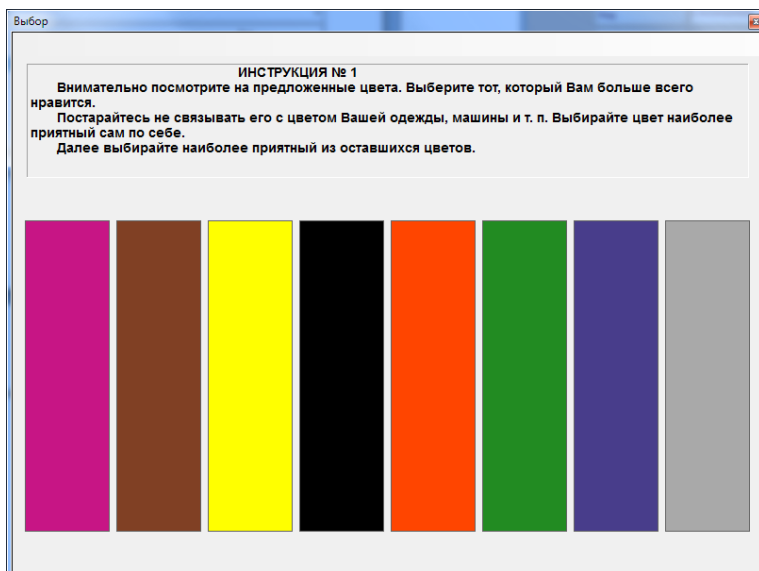 Выбор
ИНСТРУКЦИЯ № 1
Внимательно посмотрите на предложенные цвета. Выберите тот, который Вам больше всего
нравится.
Постарайтесь не связывать его с цветом Вашей одежды, машины и т. п. Выбирайте цвет наиболее
приятный сам по себе.
Далее выбирайте наиболее приятный из оставшихся цветов.